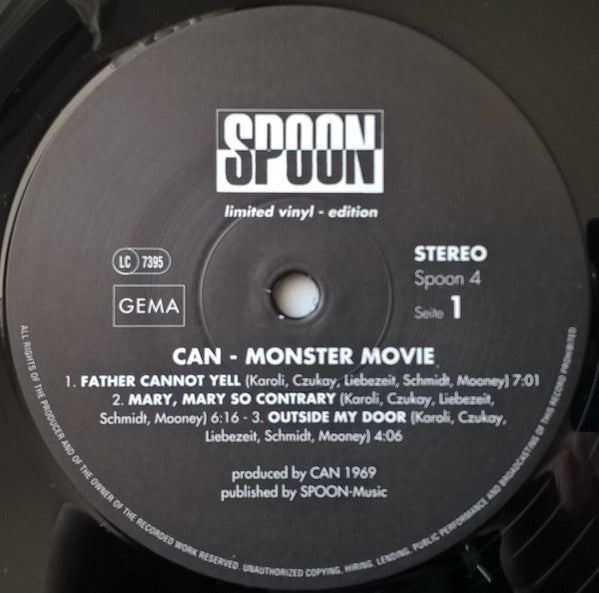 SPOON
limited vinyl - edition
LC 7395
GEMA
STEREO
Spoon 4
Seite 1
CAN - MONSTER MOVIE
1. FATHER CANNOT YELL (Karoli, Czukay, Liebezeit, Schmidt, Mooney) 7:01
2. MARY, MARY SO CONTRARY (Karoli, Czukay, Liebezeit,
Schmidt, Mooney) 6:16 - 3. OUTSIDE MY DOOR (Karoli, Czukay,
Liebezeit, Schmidt, Mooney) 4:06
produced by CAN 1969
published by SPOON-Music
ALL RIGHTS OF THE PRODUCER AND OF THE OWNER OF THE RECORDED WORK RESERVED. UNAUTHORIZED COPYING. HIRING. LENDING. PUBLIC PERFORMANCE AND BROADCASTING OF THIS RECORD PROHIBITED.